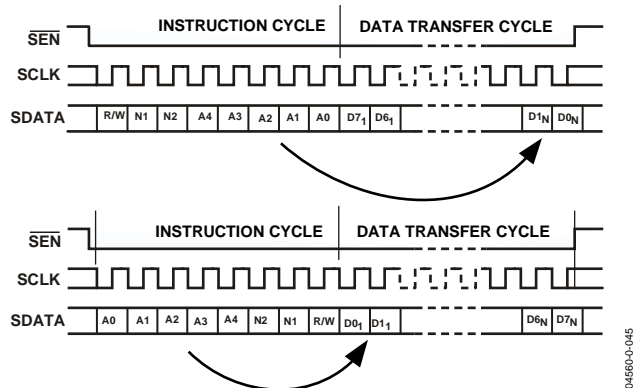 INSTRUCTION CYCLE DATA TRANSFER CYCLE
SEN
SCLK
SDATA R/W N1 N2 A4 A3 A2 A1 A0 D7₁ D6₁ D1N D0N
INSTRUCTION CYCLE DATA TRANSFER CYCLE
SEN
SCLK
SDATA A0 A1 A2 A3 A4 N2 N1 R/W D0₁ D1₁ D6N D7N
04560-0-045